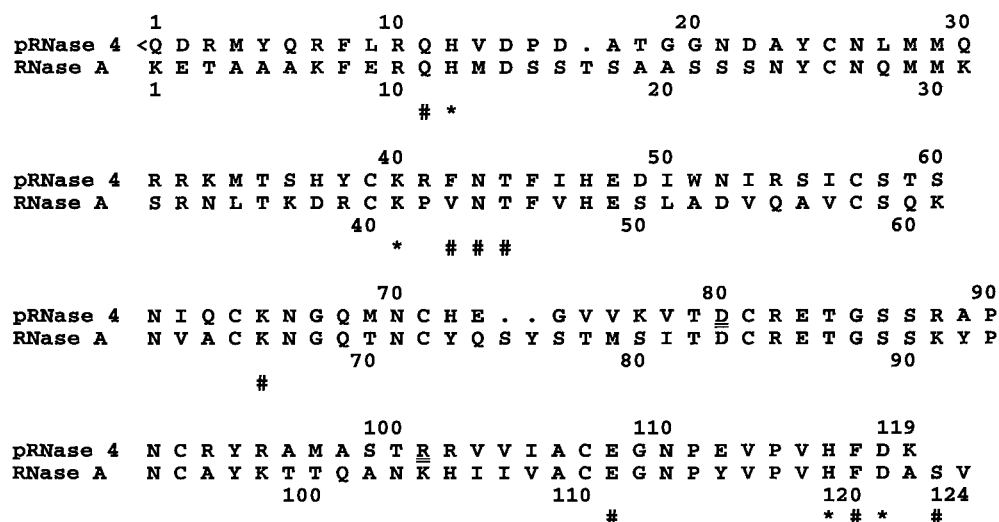 1 10 20 30
pRNase 4 <Q D R M Y Q R F L R Q H V D P D . A T G G N D A Y C N L M M Q
RNase A K E T A A A K F E R Q H M D S S T S A A S S S N Y C N Q M M K
1 10 20 30
# *
40 50 60
pRNase 4 R R K M T S H Y C K R F N T F I H E D I W N I R S I C S T S
RNase A S R N L T K D R C K P V N T F V H E S L A D V Q A V C S Q K
40 50 60
* # # #
70 80 90
pRNase 4 N I Q C K N G Q M N C H E . . G V V K V T D C R E T G S S R A P
RNase A N V A C K N G Q T N C Y Q S Y S T M S I T D C R E T G S S K Y P
70 80 90
#
100 110 119
pRNase 4 N C R Y R A M A S T R R V V I A C E G N P E V P V H F D K
RNase A N C A Y K T T Q A N K H I I V A C E G N P Y V P V H F D A S V
100 110 120 124
# * # * #